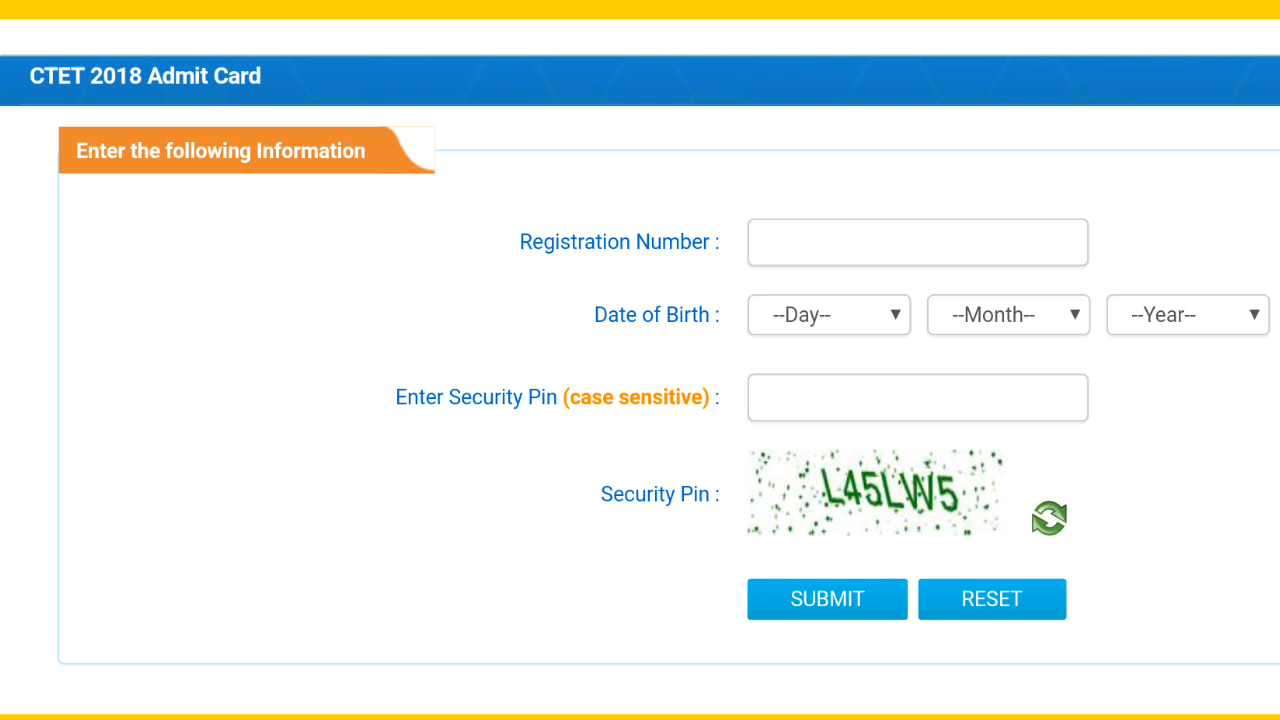 CTET 2018 Admit Card
Enter the following Information
Registration Number :
Date of Birth : --Day-- --Month-- --Year--
Enter Security Pin (case sensitive) :
Security Pin : L45LW5
SUBMIT RESET